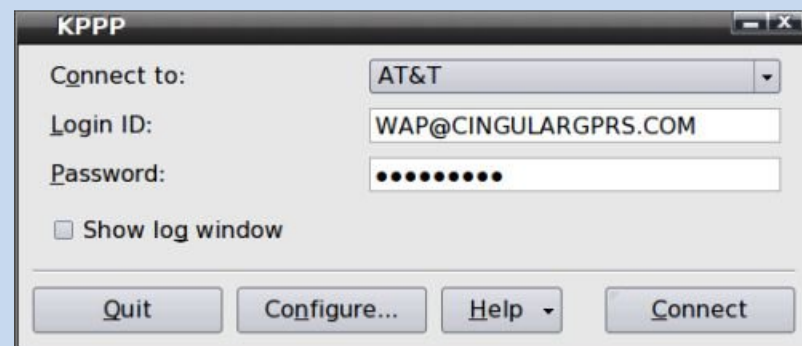 KPPP
Connect to:
AT&T
Login ID:
WAP@CINGULARGPRS.COM
Password:
•••••••••
Show log window
Quit
Configure...
Help
Connect